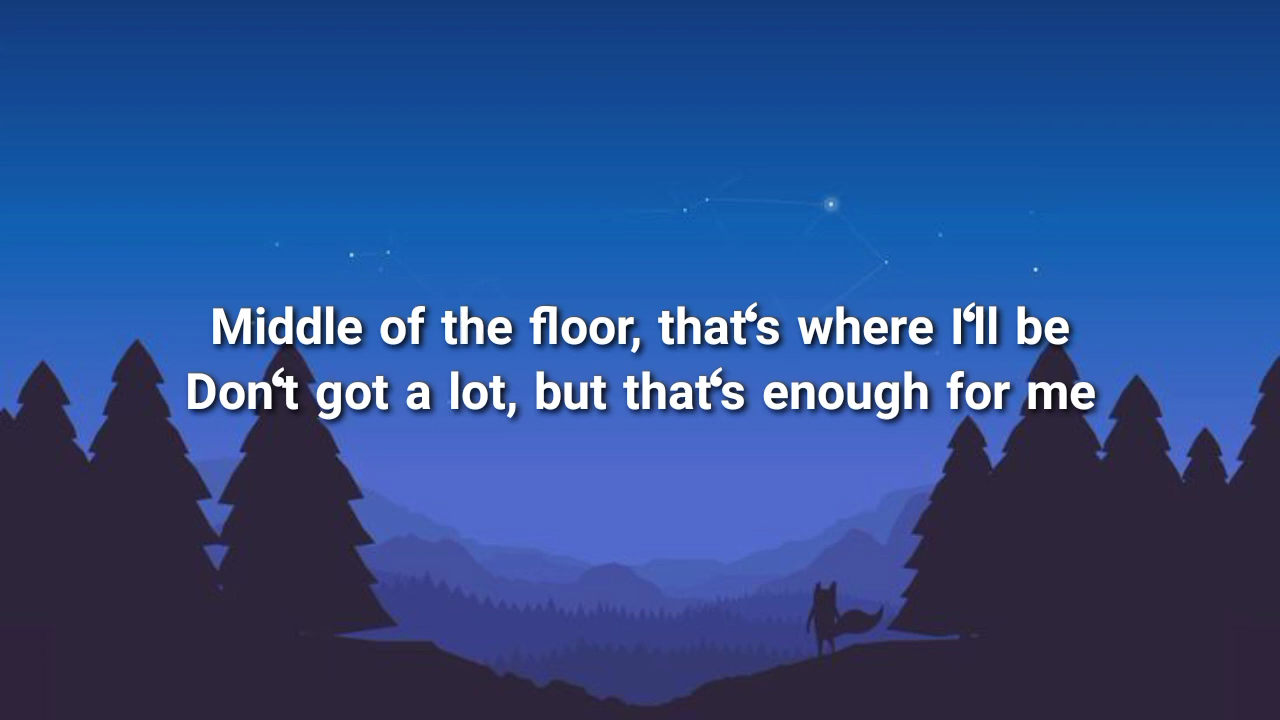 Middle of the floor, that‘s where I‘ll be
Don‘t got a lot, but that‘s enough for me